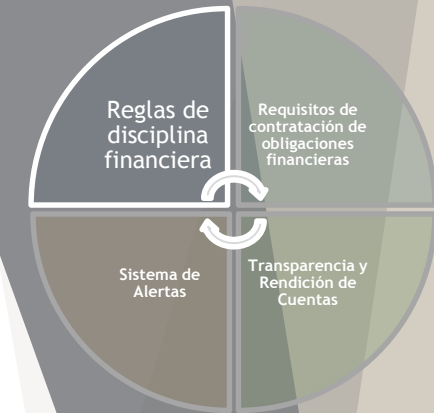 Reglas de
disciplina
financiera
Requisitos de
contratación de
obligaciones
financieras
Sistema de
Alertas
Transparencia y
Rendición de
Cuentas